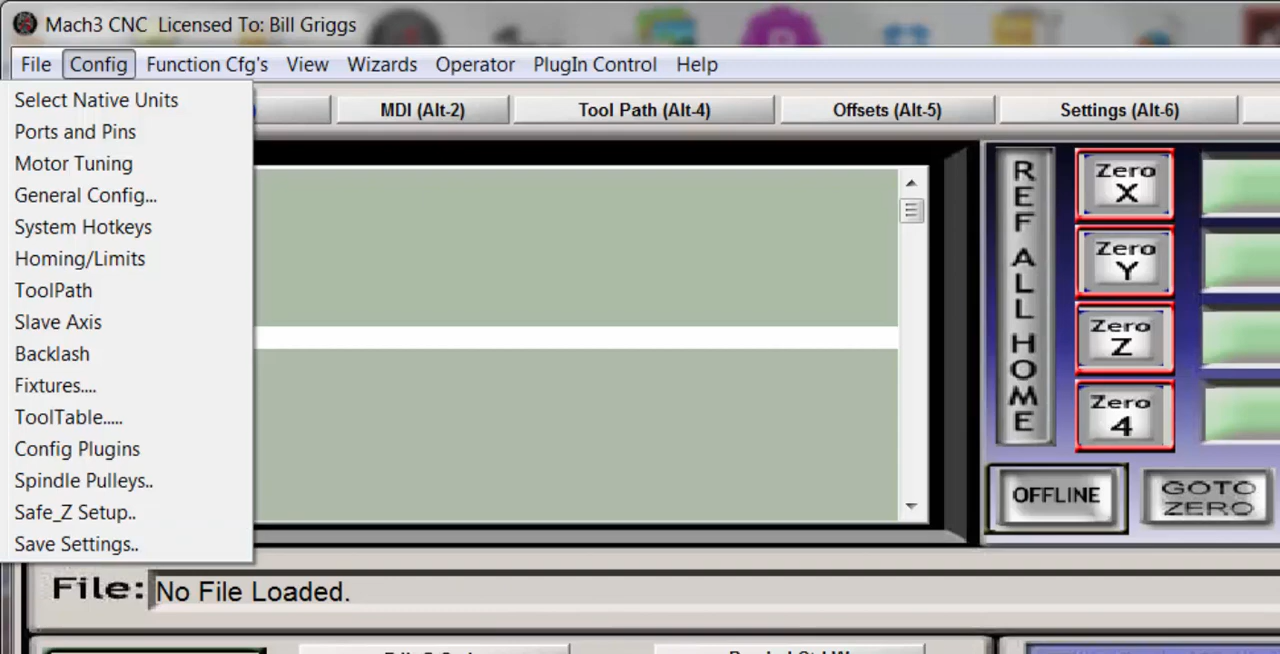 Mach3 CNC Licensed To: Bill Griggs
File Config Function Cfg's View Wizards Operator PlugIn Control Help
Select Native Units
Ports and Pins
Motor Tuning
General Config...
System Hotkeys
Homing/Limits
ToolPath
Slave Axis
Backlash
Fixtures....
ToolTable.....
Config Plugins
Spindle Pulleys..
Safe_Z Setup..
Save Settings..
MDI (Alt-2) Tool Path (Alt-4) Offsets (Alt-5) Settings (Alt-6)
REF ALL HOME
Zero X
Zero Y
Zero Z
Zero 4
OFFLINE
GOTO ZERO
File: No File Loaded.